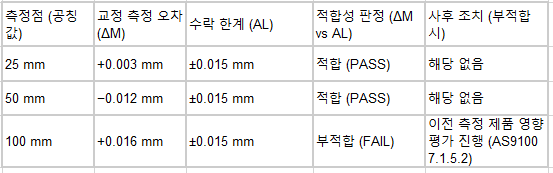 측정점 (공칭
값)
교정 측정 오차
(ΔM)
수락 한계 (AL)
적합성 판정 (ΔM
vs AL)
사후 조치 (부적합
시)
25 mm
+0.003 mm
±0.015 mm
적합 (PASS)
해당 없음
50 mm
−0.012 mm
±0.015 mm
적합 (PASS)
해당 없음
100 mm
+0.016 mm
±0.015 mm
부적합 (FAIL)
이전 측정 제품 영향
평가 진행 (AS9100
7.1.5.2)